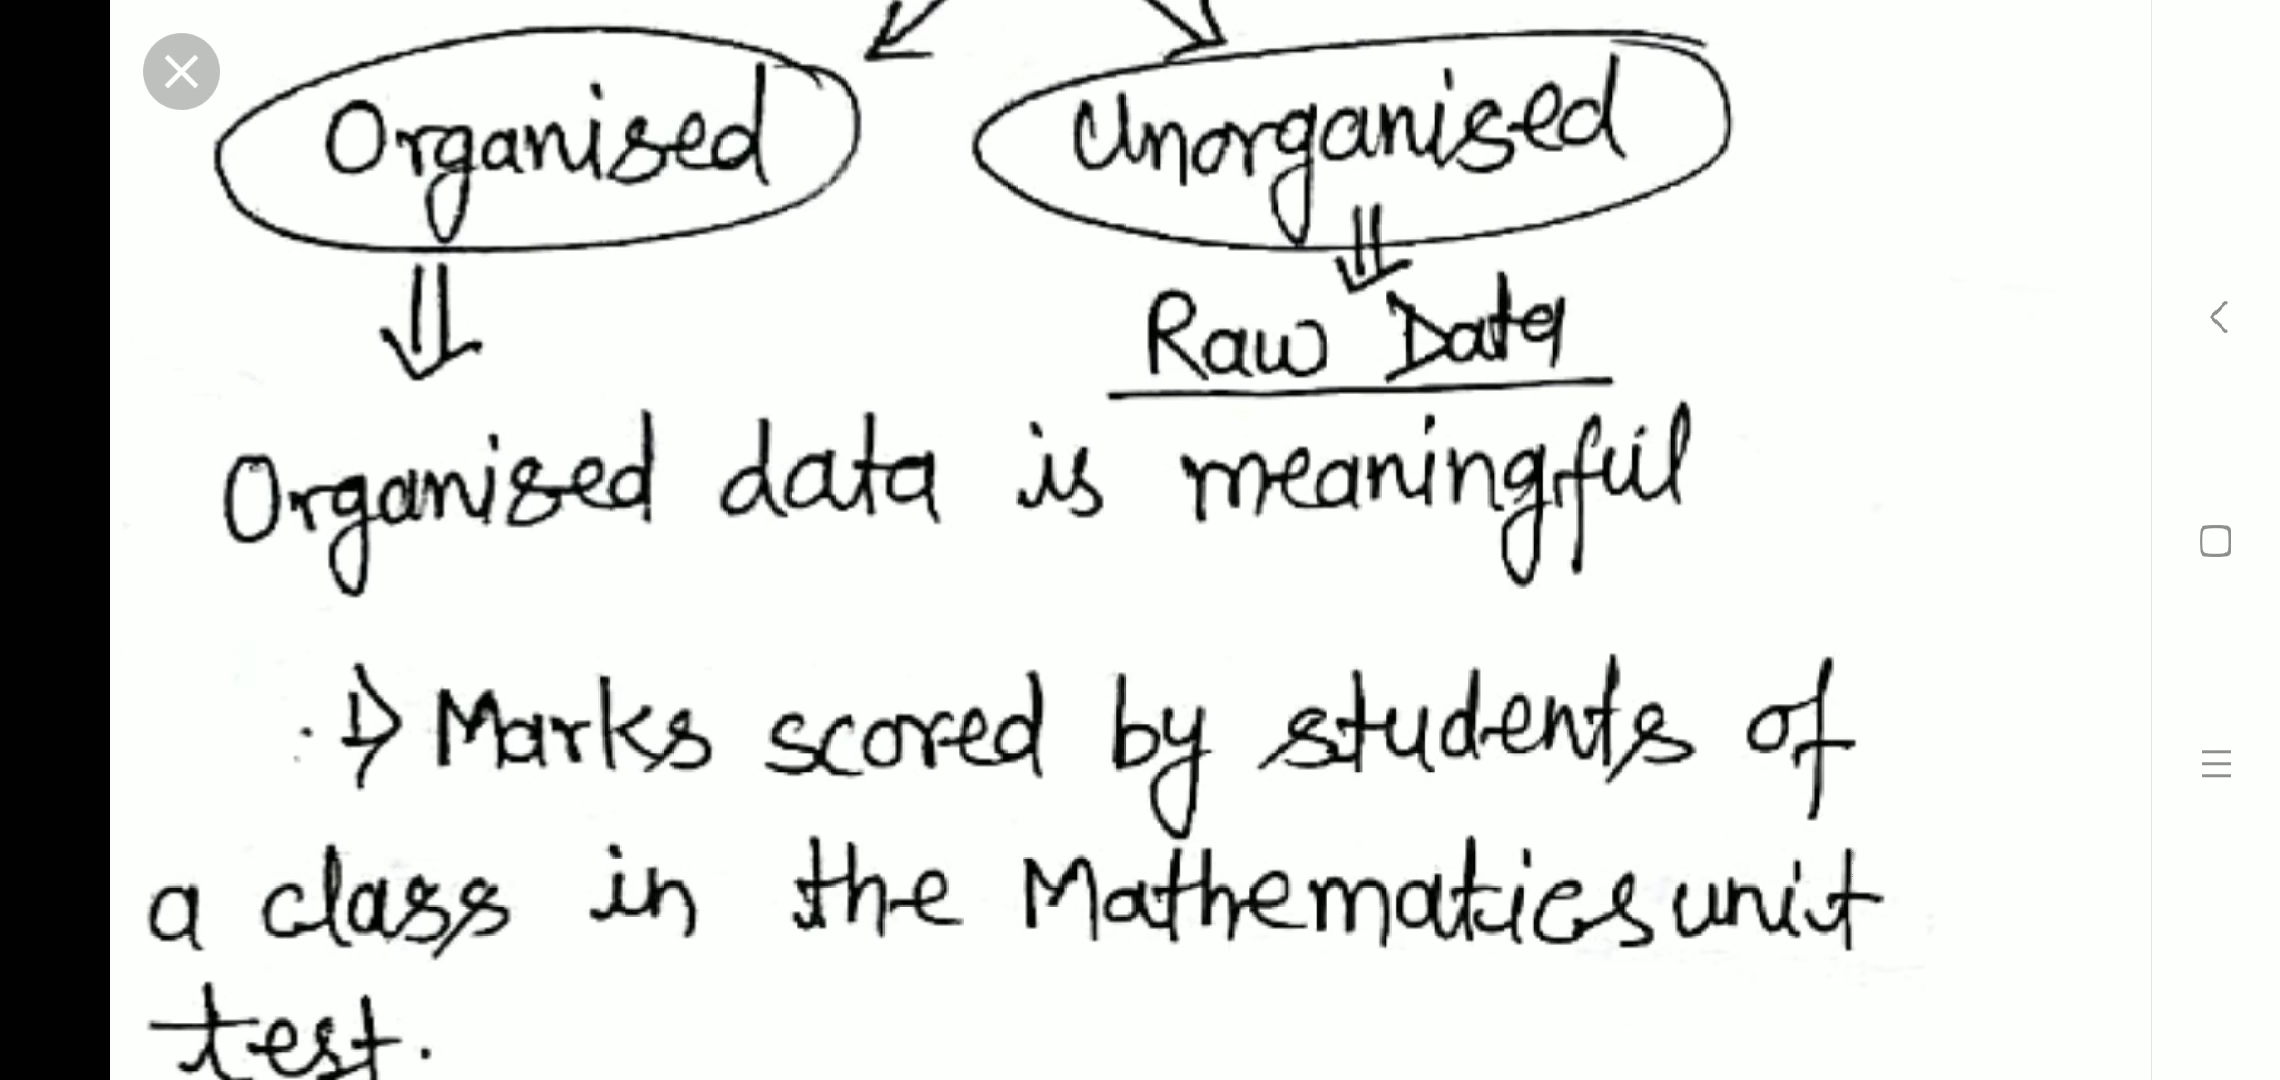 Organised Unorganised
Raw Data
Organised data is meaningful
1) Marks scored by students of
a class in the Mathematics unit
test.